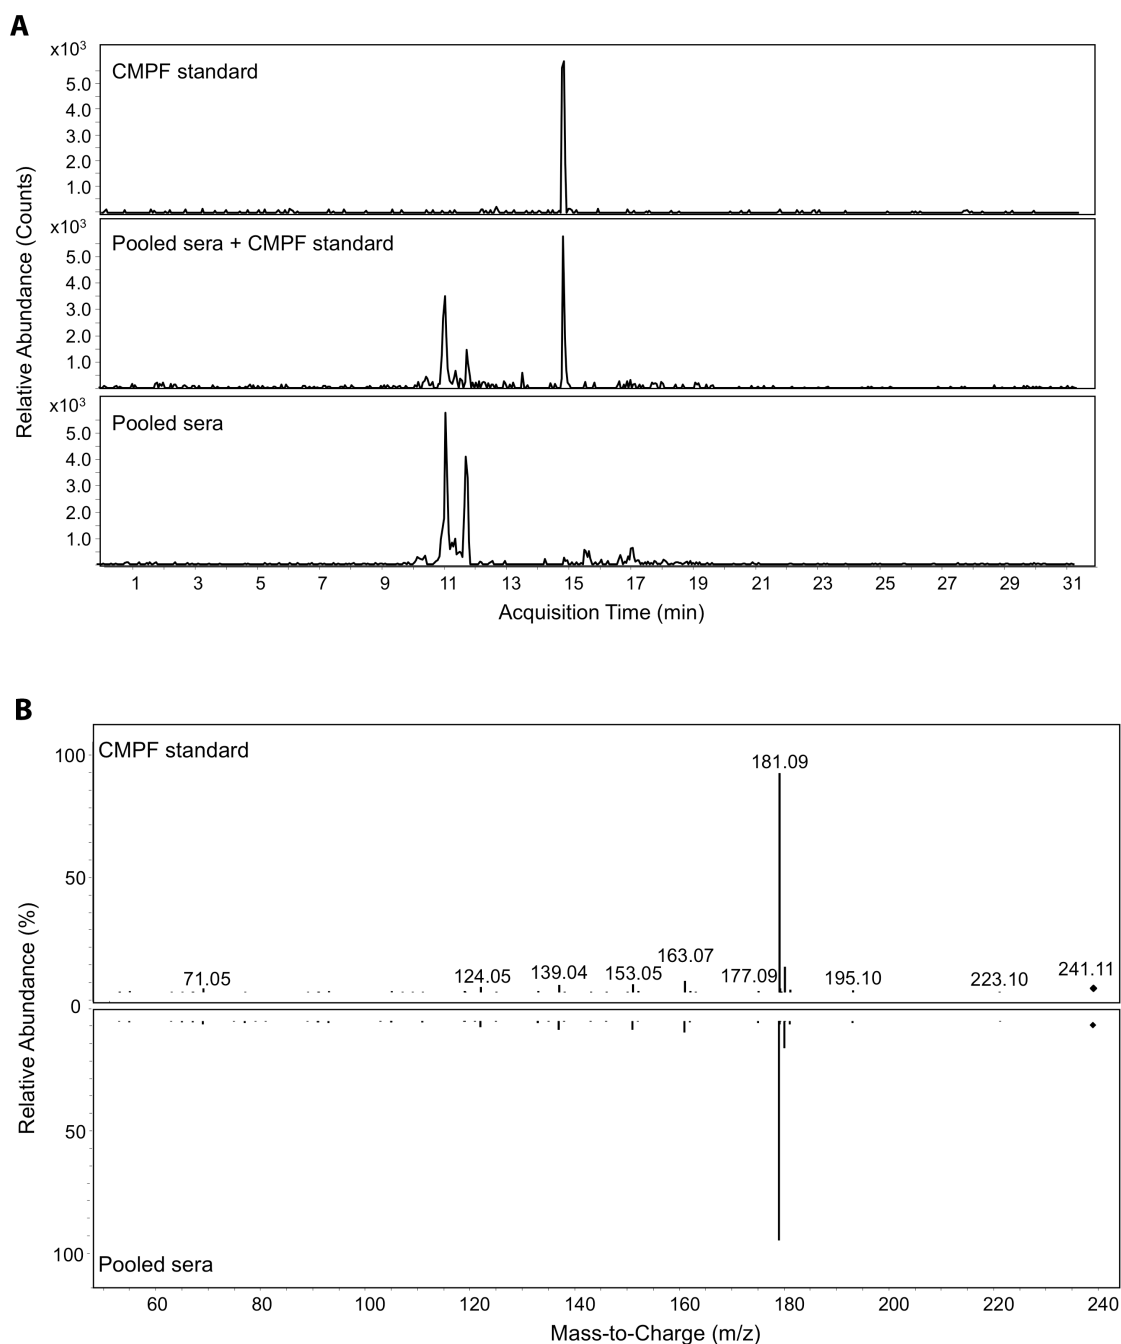 A
x10³
CMPF standard
5.0
4.0
3.0
2.0
1.0
x10³
Pooled sera + CMPF standard
5.0
4.0
3.0
2.0
1.0
x10³
Pooled sera
5.0
4.0
3.0
2.0
1.0
Relative Abundance (Counts)
1 3 5 7 9 11 13 15 17 19 21 23 25 27 29 31
Acquisition Time (min)
B
CMPF standard
100
50
0
181.09
71.05 124.05 139.04 153.05 163.07 177.09 195.10 223.10 241.11
Relative Abundance (%)
50
100
Pooled sera
60 80 100 120 140 160 180 200 220 240
Mass-to-Charge (m/z)